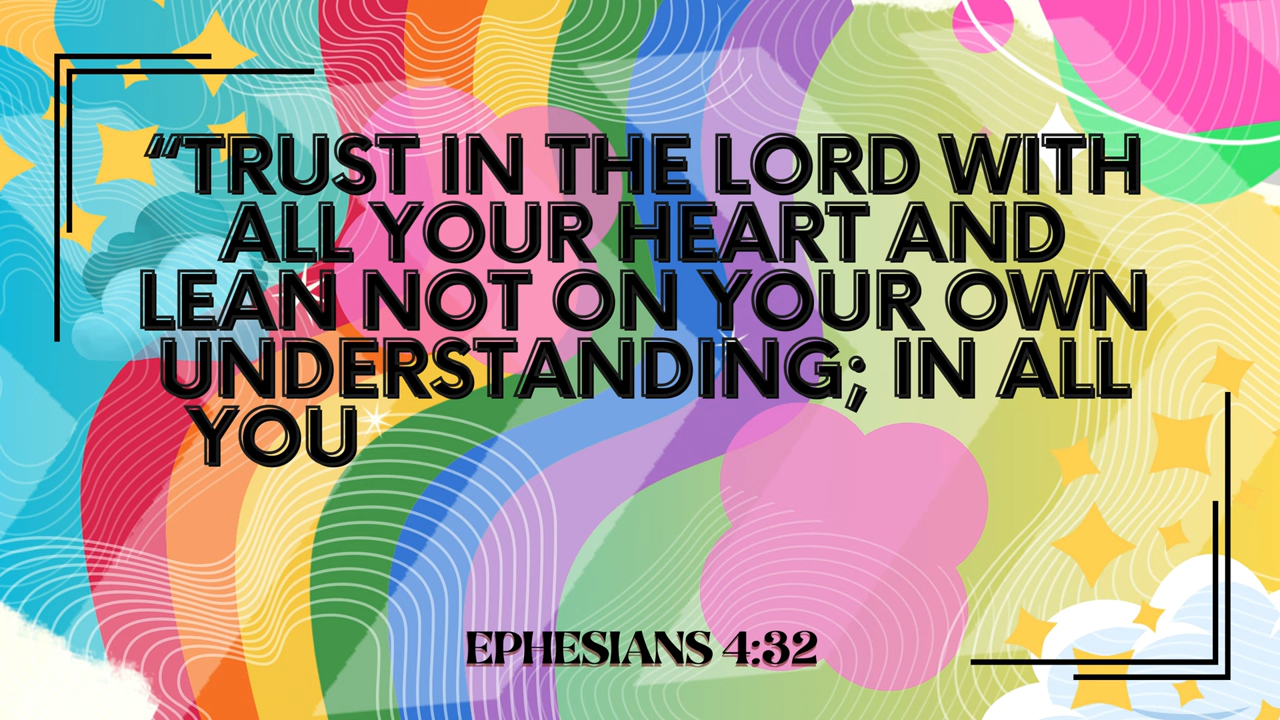 “TRUST IN THE LORD WITH
ALL YOUR HEART AND
LEAN NOT ON YOUR OWN
UNDERSTANDING; IN ALL
YOU
EPHESIANS 4:32